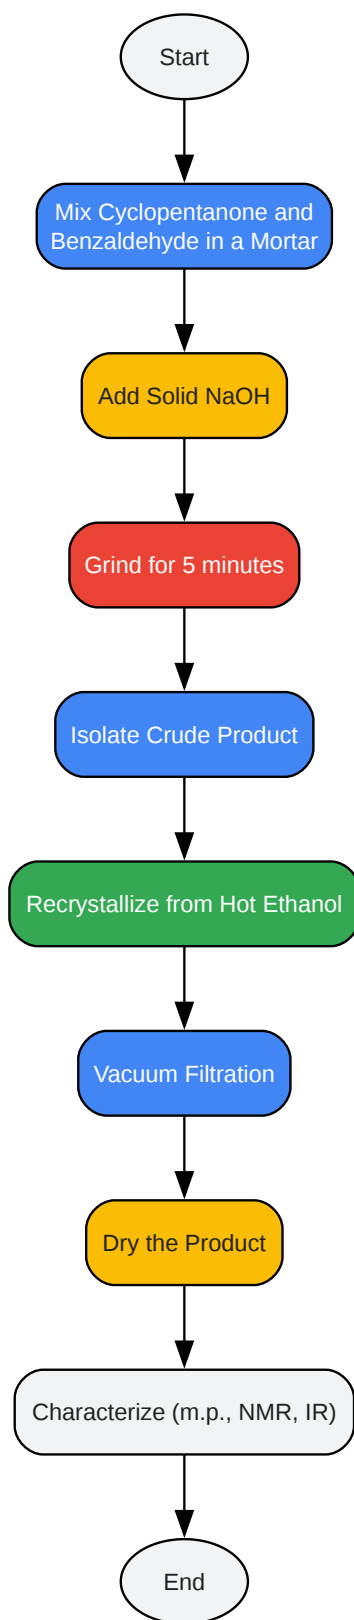 Start
Mix Cyclopentanone and
Benzaldehyde in a Mortar
Add Solid NaOH
Grind for 5 minutes
Isolate Crude Product
Recrystallize from Hot Ethanol
Vacuum Filtration
Dry the Product
Characterize (m.p., NMR, IR)
End